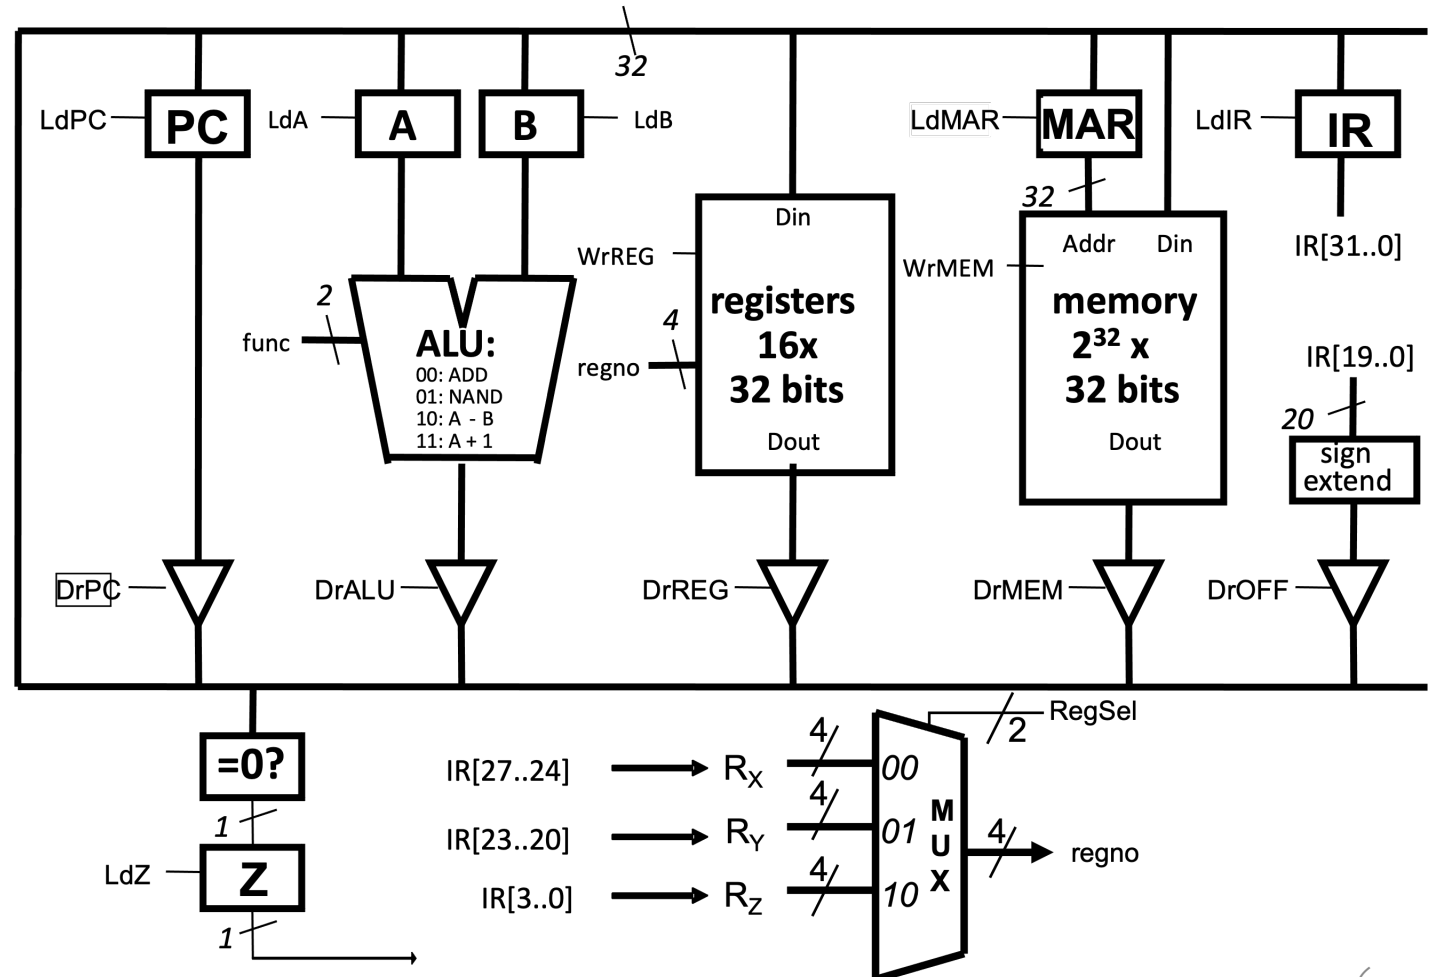 32
LdPC
PC
LdA
A
B
LdB
LdMAR
MAR
LdIR
IR
32
IR[31..0]
Din
WrREG
registers
16x
32 bits
Dout
4
regno
Addr
Din
WrMEM
memory
2³² x
32 bits
Dout
2
func
ALU:
00: ADD
01: NAND
10: A - B
11: A + 1
IR[19..0]
20
sign
extend
DrPC
DrALU
DrREG
DrMEM
DrOFF
=0?
1
LdZ
Z
1
RegSel
2
IR[27..24]
RX
4
00
IR[23..20]
RY
4
01
IR[3..0]
RZ
4
10
M
U
X
4
regno